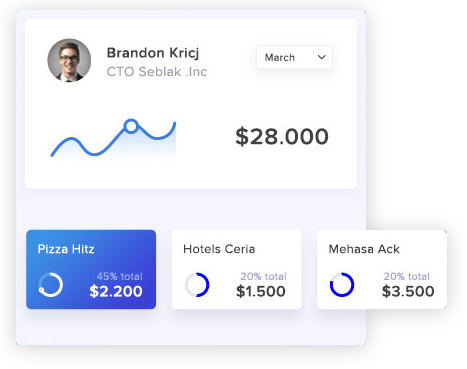 Brandon Kricj
CTO Seblak .Inc
March
$28.000
Pizza Hitz
45% total
$2.200
Hotels Ceria
20% total
$1.500
Mehasa Ack
20% total
$3.500